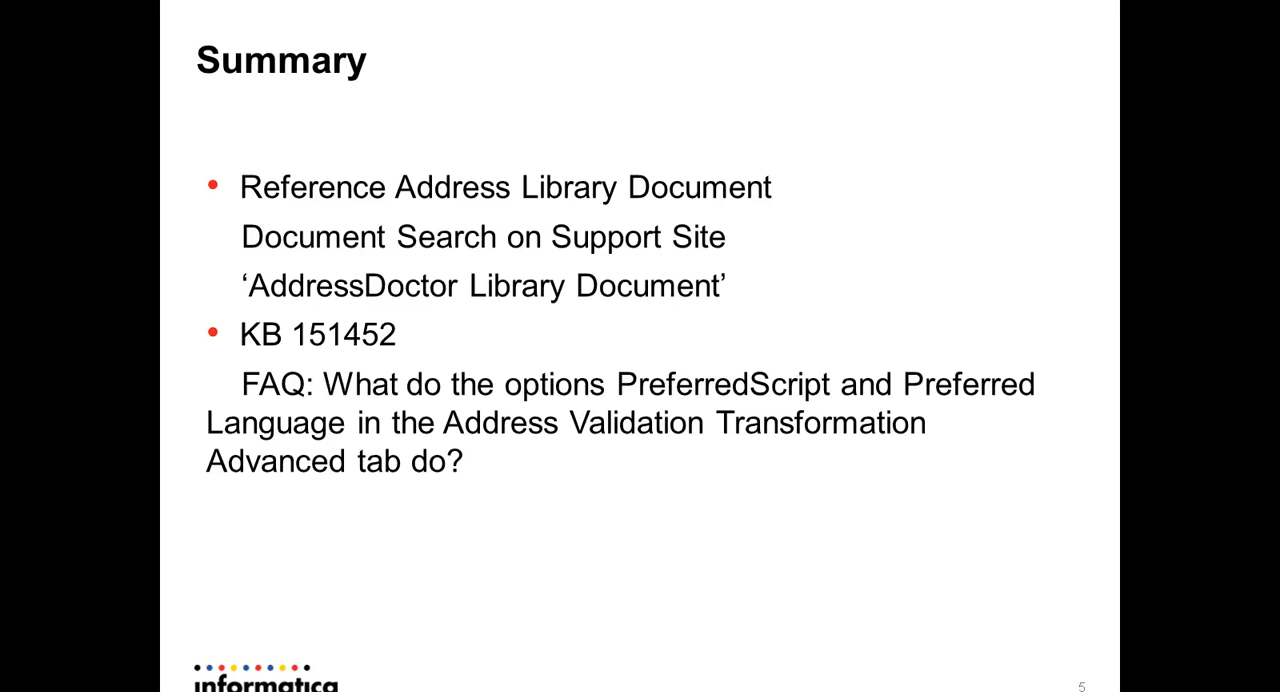 Summary
• Reference Address Library Document
Document Search on Support Site
‘AddressDoctor Library Document’
• KB 151452
FAQ: What do the options PreferredScript and Preferred
Language in the Address Validation Transformation
Advanced tab do?
informatica
5